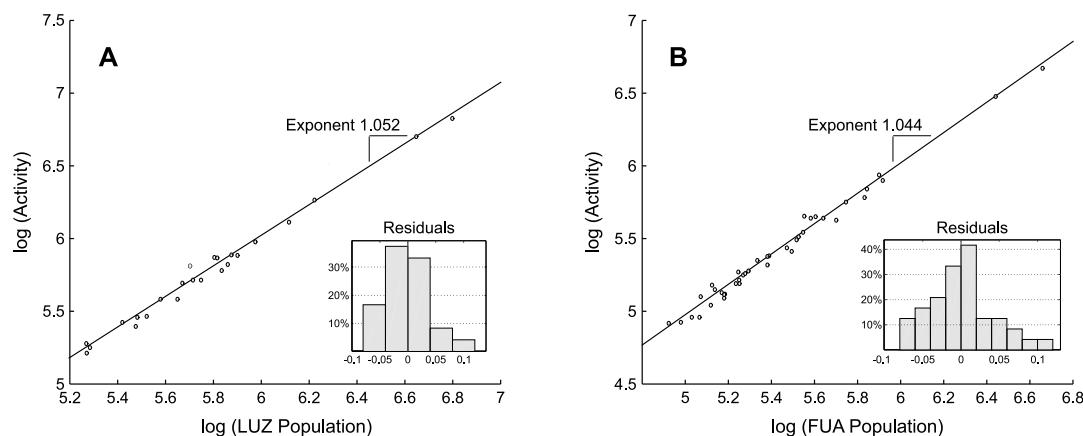 A
log (Activity)
7.5
7
6.5
6
5.5
5
5.2 5.4 5.6 5.8 6 6.2 6.4 6.6 6.8 7
log (LUZ Population)
Exponent 1.052
Residuals
30%
20%
10%
-0.1 -0.05 0 0.05 0.1
B
log (Activity)
7
6.5
6
5.5
5
4.5
5 5.2 5.4 5.6 5.8 6 6.2 6.4 6.6 6.8
log (FUA Population)
Exponent 1.044
Residuals
40%
30%
20%
10%
-0.1 -0.05 0 0.05 0.1